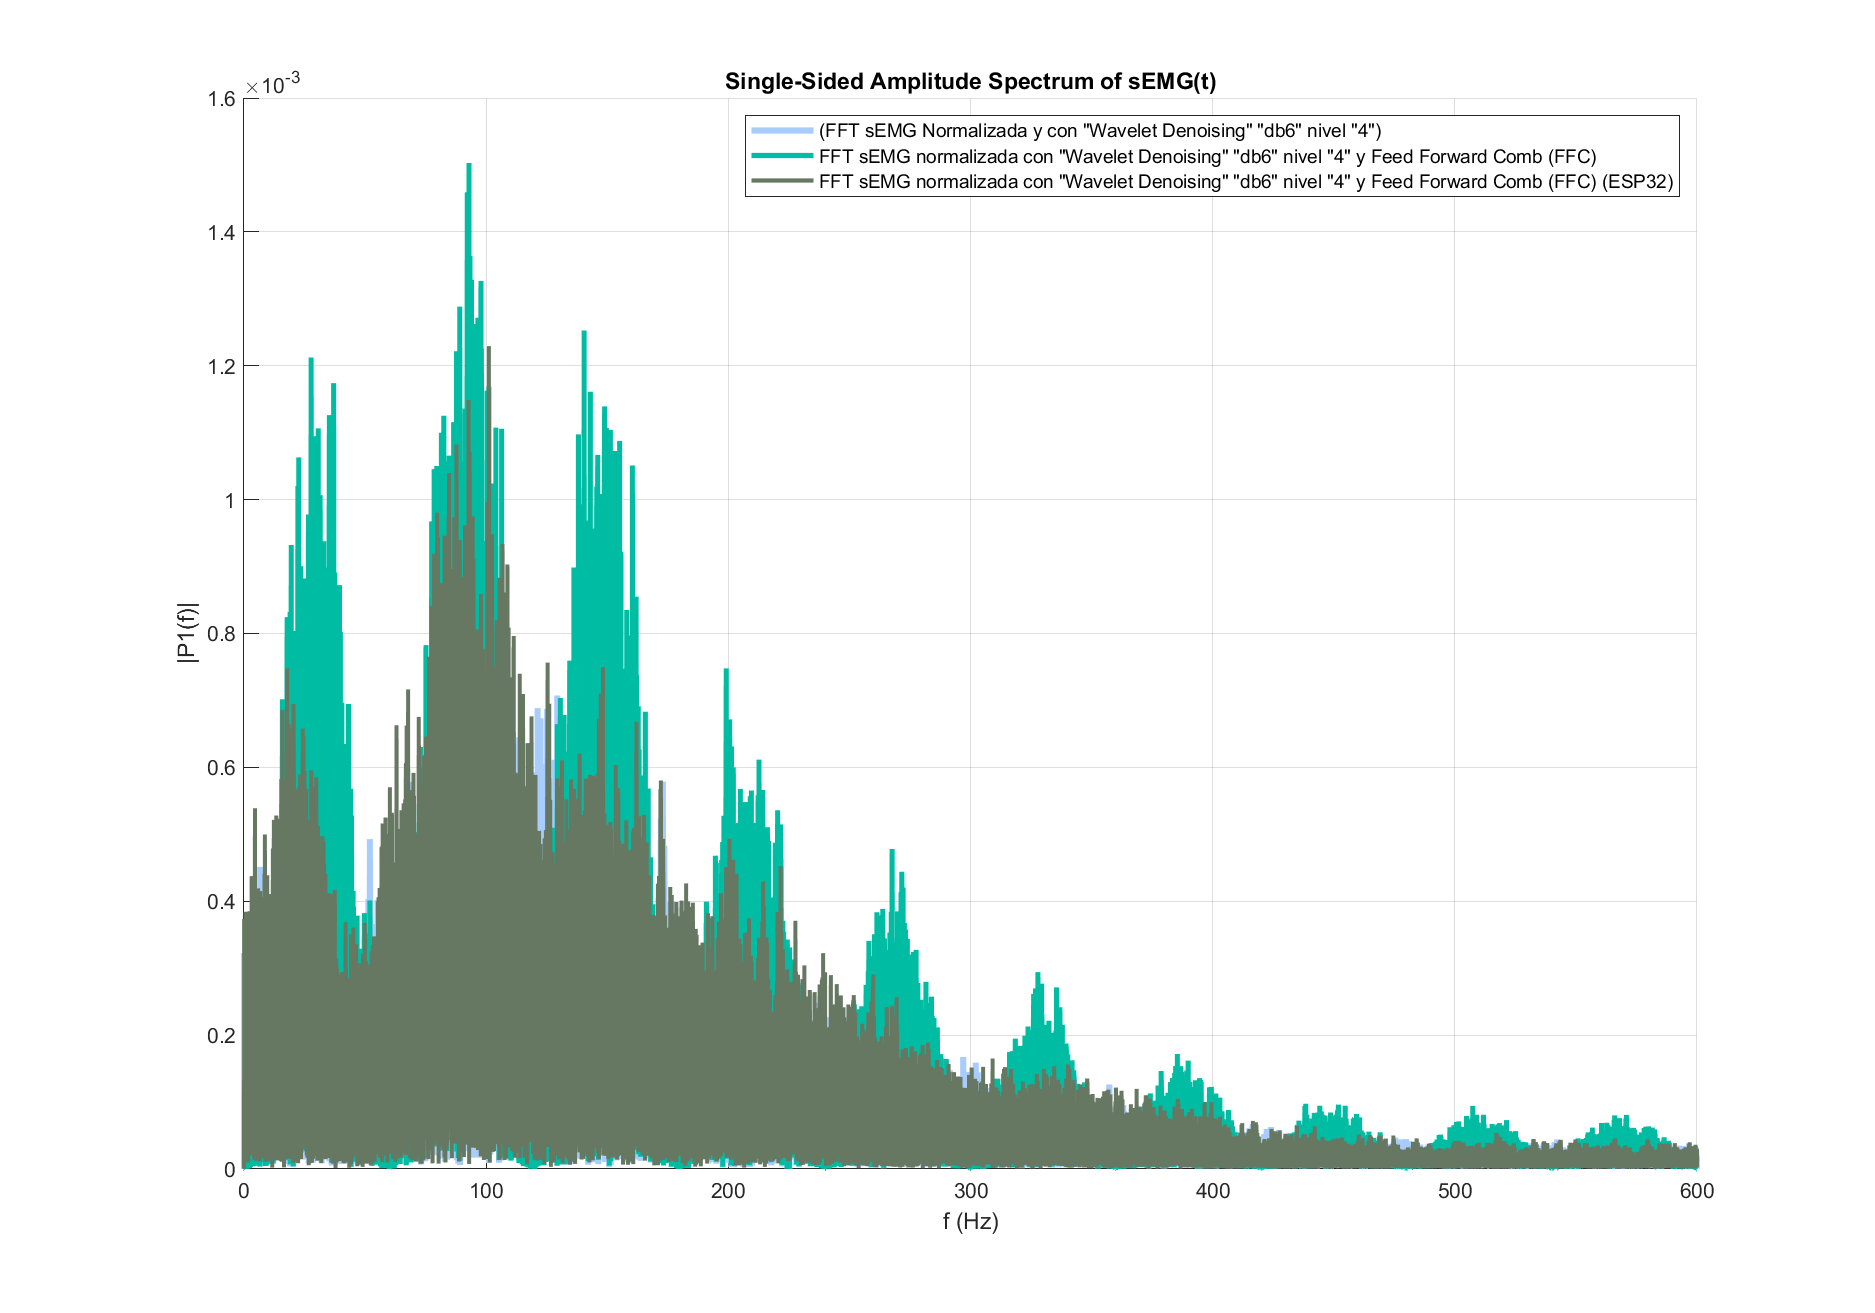 ×10-3
Single-Sided Amplitude Spectrum of sEMG(t)
1.6
(FFT sEMG Normalizada y con "Wavelet Denoising" "db6" nivel "4")
FFT sEMG normalizada con "Wavelet Denoising" "db6" nivel "4" y Feed Forward Comb (FFC)
FFT sEMG normalizada con "Wavelet Denoising" "db6" nivel "4" y Feed Forward Comb (FFC) (ESP32)
1.4
1.2
1
0.8
|P1(f)|
0.6
0.4
0.2
0
0 100 200 300 400 500 600
f (Hz)